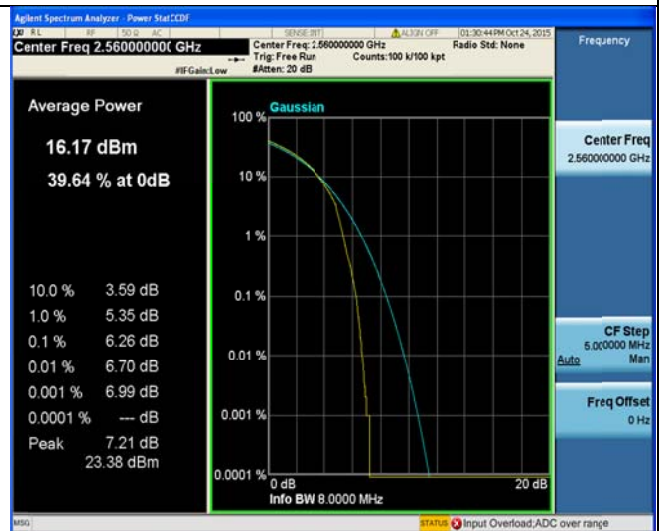 Agilent Spectrum Analyzer - Power Stat CCDF
RL RF 50 Ω AC SENSE:INT ALIGN OFF 01:30:44 PM Oct 24, 2015
Center Freq 2.560000000 GHz
Center Freq: 2.560000000 GHz Radio Std: None
Trig: Free Run Counts:100 k/100 kpt
#IFGain:Low #Atten: 20 dB
Frequency
Average Power
16.17 dBm
39.64 % at 0dB
10.0 % 3.59 dB
1.0 % 5.35 dB
0.1 % 6.26 dB
0.01 % 6.70 dB
0.001 % 6.99 dB
0.0001 % --- dB
Peak 7.21 dB
23.38 dBm
Gaussian
100 %
10 %
1 %
0.1 %
0.01 %
0.001 %
0.0001 %
0 dB 20 dB
Info BW 8.0000 MHz
Center Freq
2.560000000 GHz
CF Step
5.000000 MHz
Auto Man
Freq Offset
0 Hz
MSG STATUS Input Overload;ADC over range